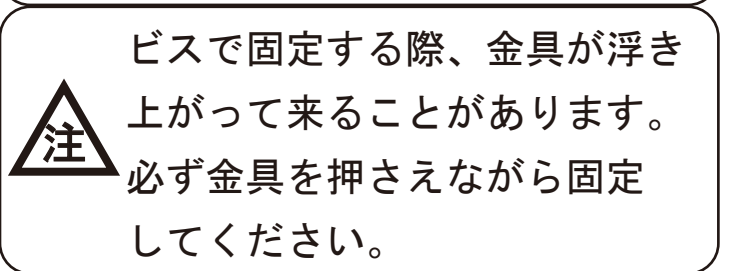 ビスで固定する際、金具が浮き
上がって来ることがあります。
注
必ず金具を押さえながら固定
してください。